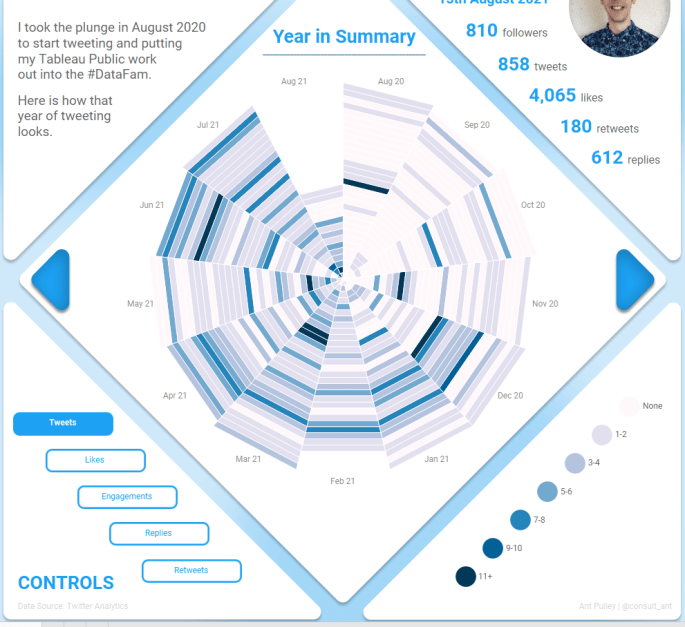 I took the plunge in August 2020
to start tweeting and putting
my Tableau Public work
out into the #DataFam.
Here is how that
year of tweeting
looks.
Year in Summary
15th August 2021
810 followers
858 tweets
4,065 likes
180 retweets
612 replies
Aug 21
Aug 20
Jul 21
Sep 20
Jun 21
Oct 20
May 21
Nov 20
Apr 21
Dec 20
Mar 21
Jan 21
Feb 21
None
1-2
3-4
5-6
7-8
9-10
11+
Tweets
Likes
Engagements
Replies
Retweets
CONTROLS
Data Source: Twitter Analytics
Ant Pulley | @consult_ant